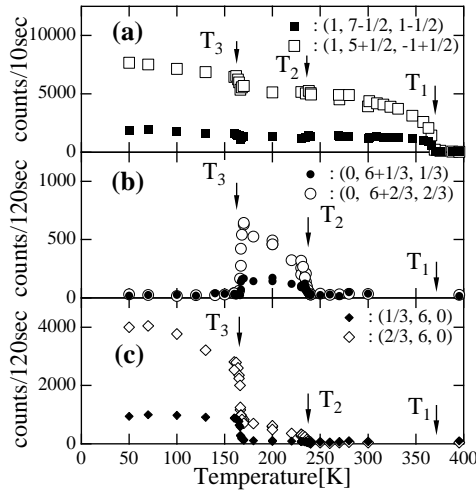 counts/10sec
10000
5000
0
(a)
T3
T2
T1
: (1, 7-1/2, 1-1/2)
: (1, 5+1/2, -1+1/2)
counts/120sec
1000
500
0
(b)
T3
T2
T1
: (0, 6+1/3, 1/3)
: (0, 6+2/3, 2/3)
counts/120sec
4000
2000
0
(c)
T3
T2
T1
: (1/3, 6, 0)
: (2/3, 6, 0)
0 50 100 150 200 250 300 350 400
Temperature[K]